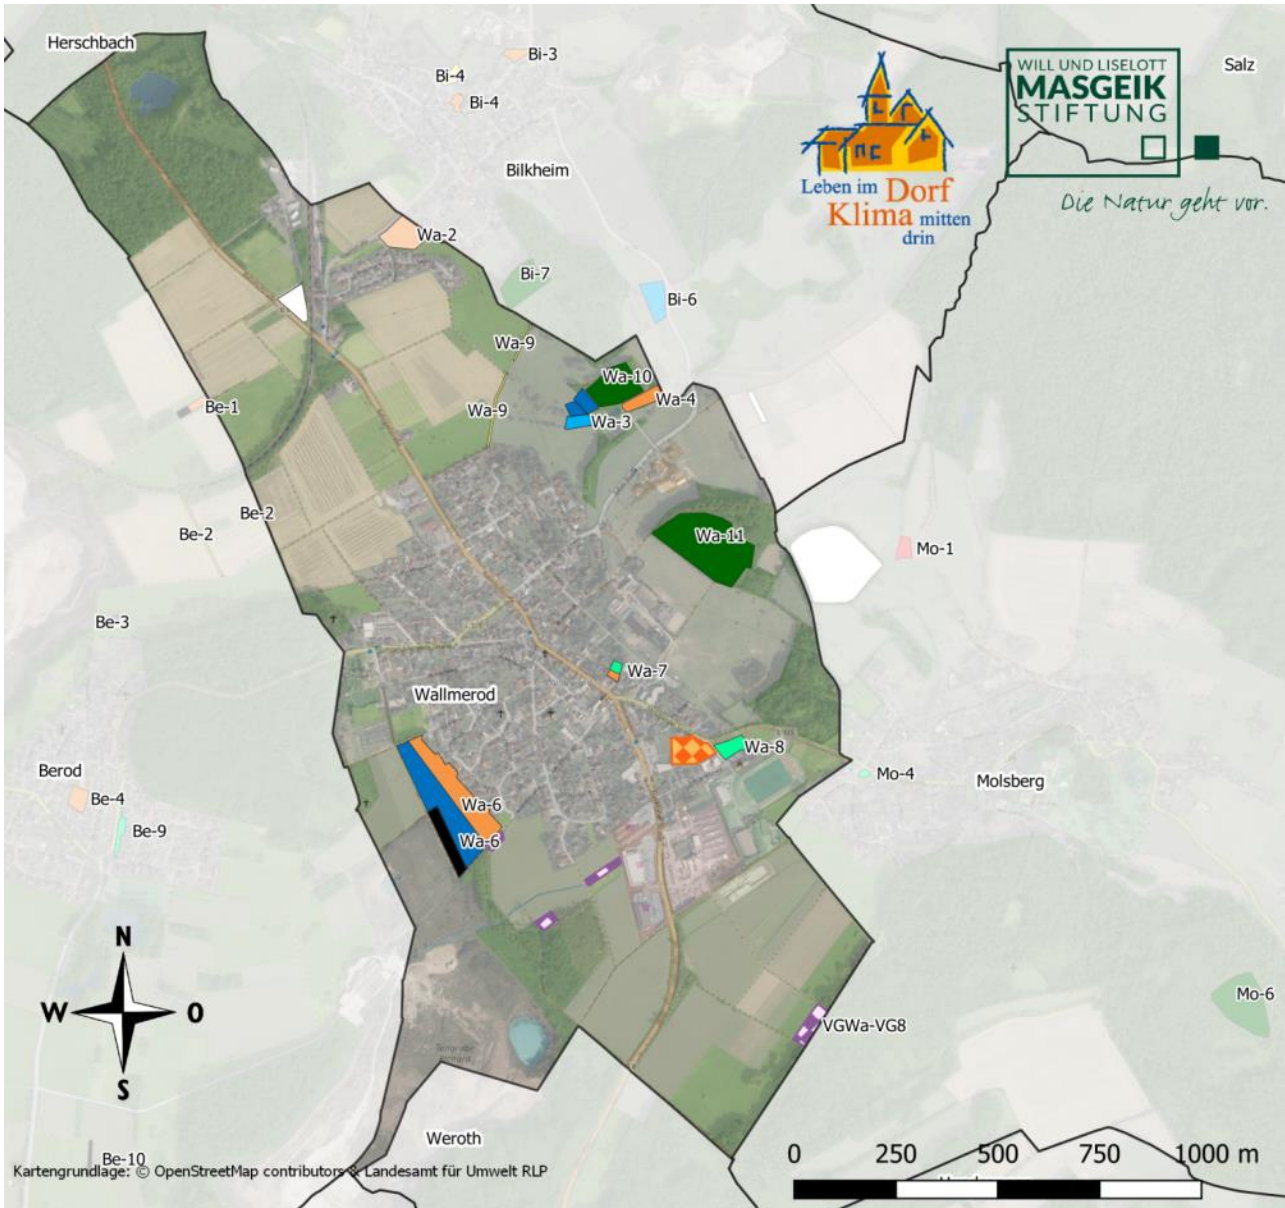 Herschbach
Bi-3
Bi-4
Bi-4
Salz
WILL UND LISELOTT
MASGEIK
STIFTUNG
Die Natur geht vor.
Leben im Dorf
Klima mitten
drin
Bilkheim
Wa-2
Bi-7
Bi-6
Wa-9
Wa-10
Wa-4
Be-1
Wa-9
Wa-3
Be-2
Be-2
Wa-11
Mo-1
Be-3
Wa-7
Wallmerod
Wa-8
Berod
Mo-4
Molsberg
Be-4
Wa-6
Be-9
Wa-6
N
W
O
S
Mo-6
VGWa-VG8
Weroth
Be-10
Kartengrundlage: © OpenStreetMap contributors & Landesamt für Umwelt RLP
0 250 500 750 1000 m